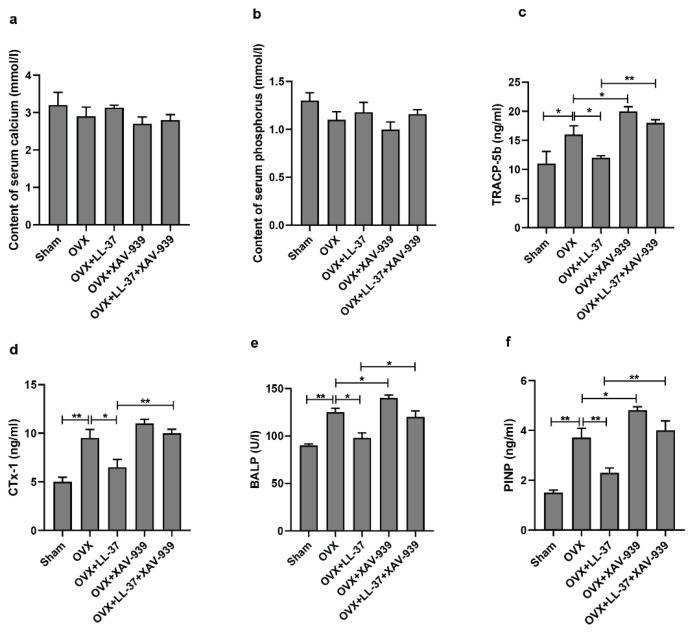 a
Content of serum calcium (mmol/l)
4
3
2
1
0
Sham
OVX
OVX+LL-37
OVX+XAV-939
OVX+LL-37+XAV-939
b
Content of serum phosphorus (mmol/l)
1.5
1.0
0.5
0.0
Sham
OVX
OVX+LL-37
OVX+XAV-939
OVX+LL-37+XAV-939
c
TRACP-5b (ng/ml)
25
20
15
10
5
0
**
*
* *
Sham
OVX
OVX+LL-37
OVX+XAV-939
OVX+LL-37+XAV-939
d
CTx-1 (ng/ml)
15
10
5
0
**
** *
Sham
OVX
OVX+LL-37
OVX+XAV-939
OVX+LL-37+XAV-939
e
BALP (U/l)
150
100
50
0
*
*
** *
Sham
OVX
OVX+LL-37
OVX+XAV-939
OVX+LL-37+XAV-939
f
PINP (ng/ml)
6
4
2
0
**
*
** **
Sham
OVX
OVX+LL-37
OVX+XAV-939
OVX+LL-37+XAV-939